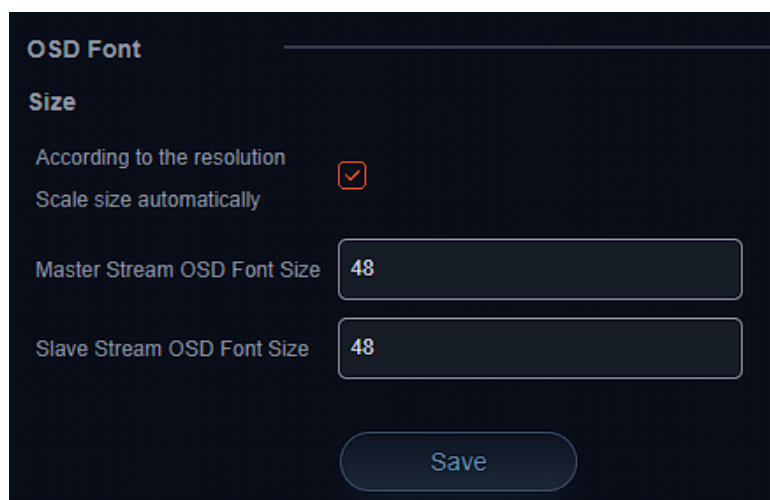 OSD Font
Size
According to the resolution
Scale size automatically
Master Stream OSD Font Size 48
Slave Stream OSD Font Size 48
Save